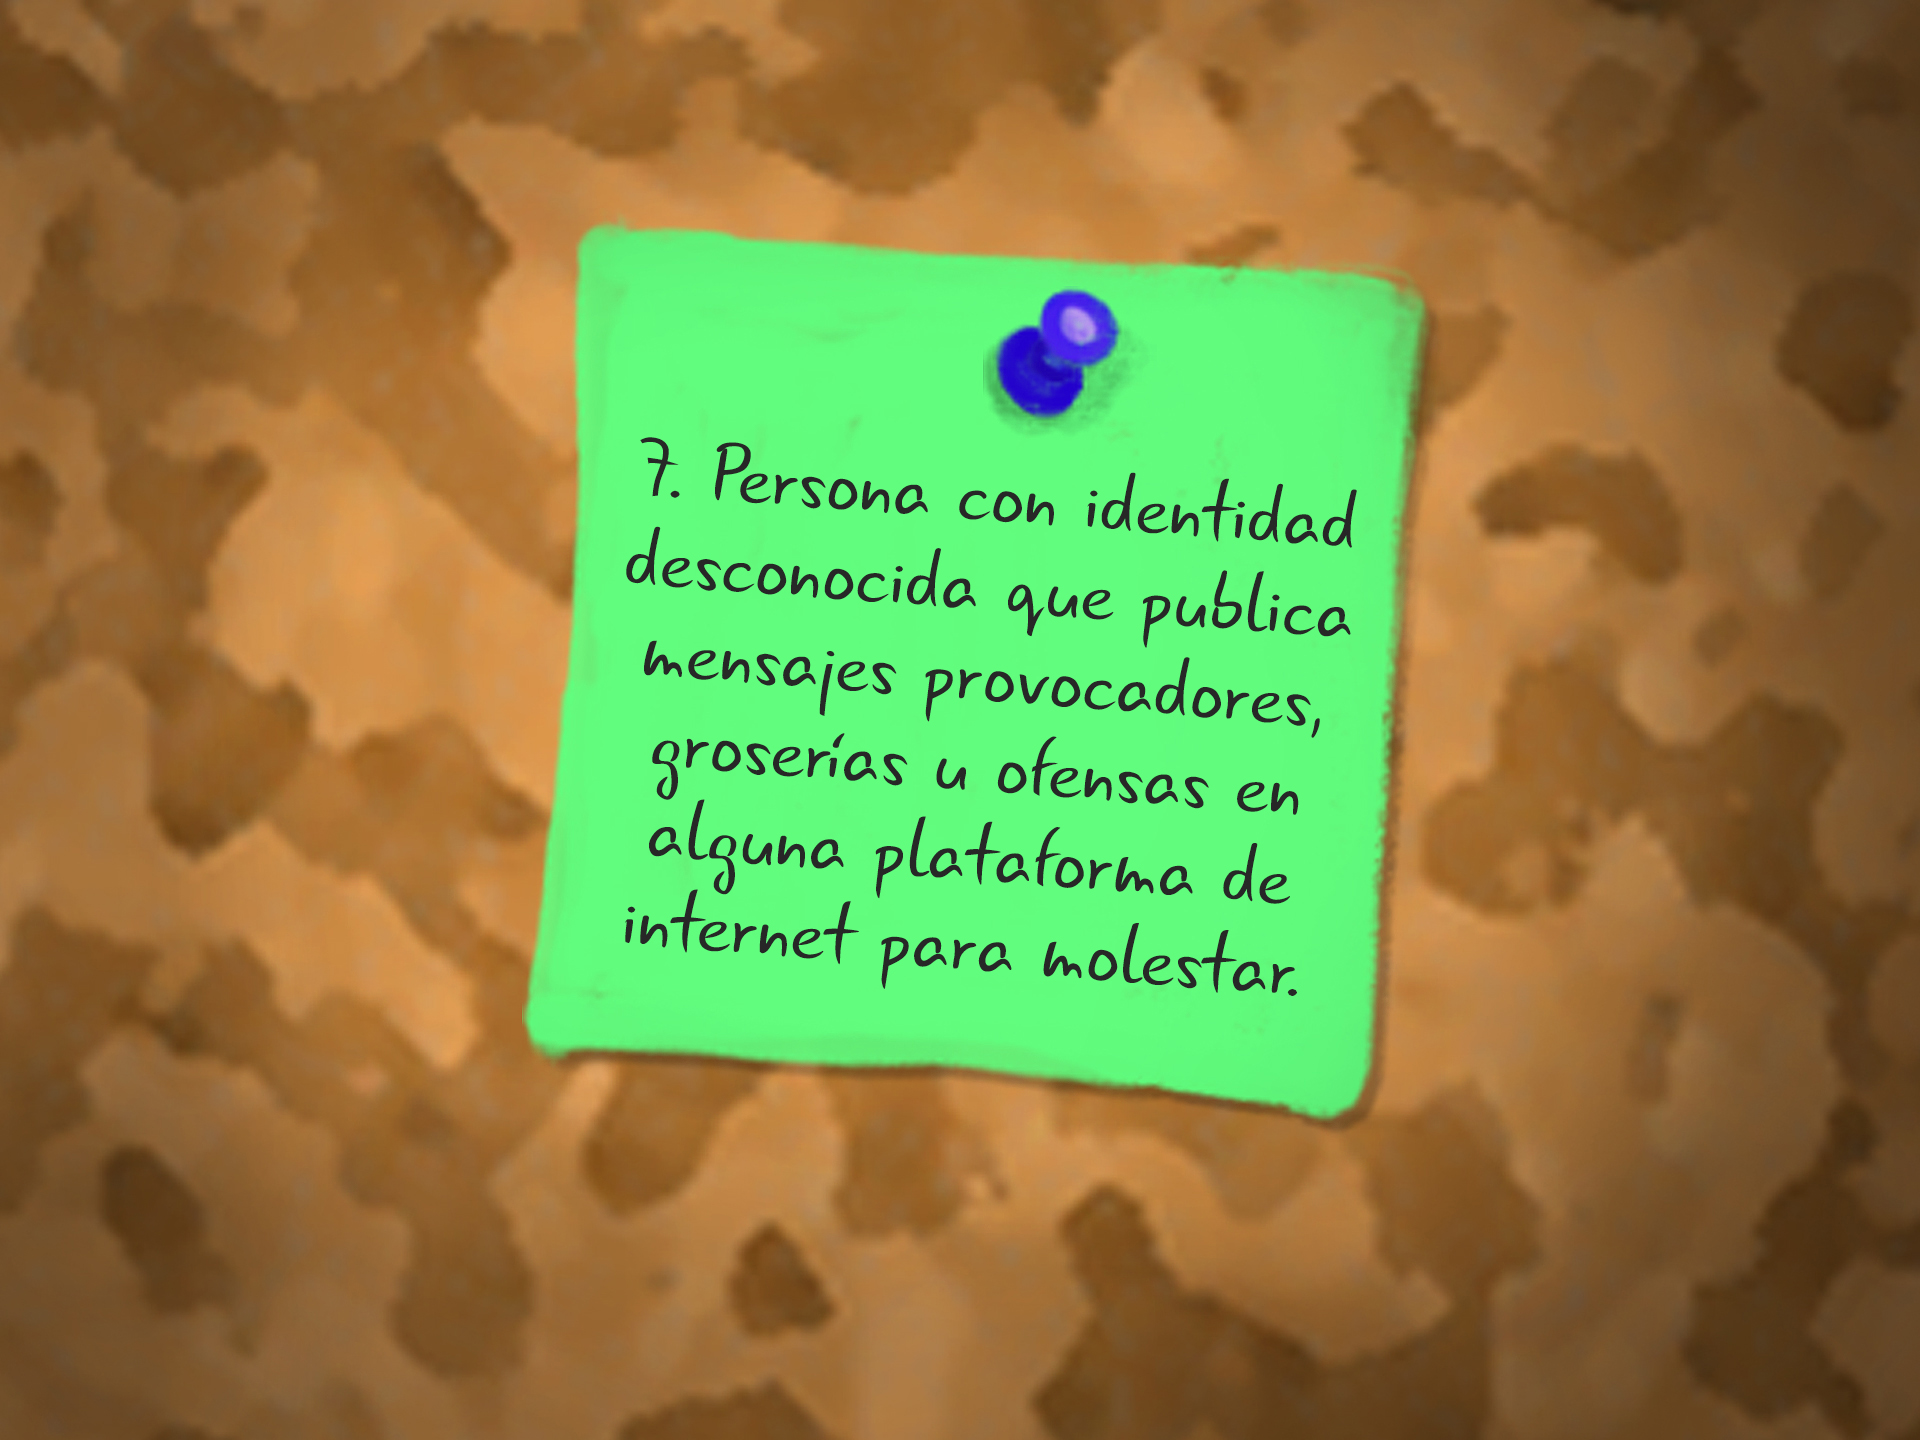 7. Persona con identidad
desconocida que publica
mensajes provocadores,
groserías u ofensas en
alguna plataforma de
internet para molestar.